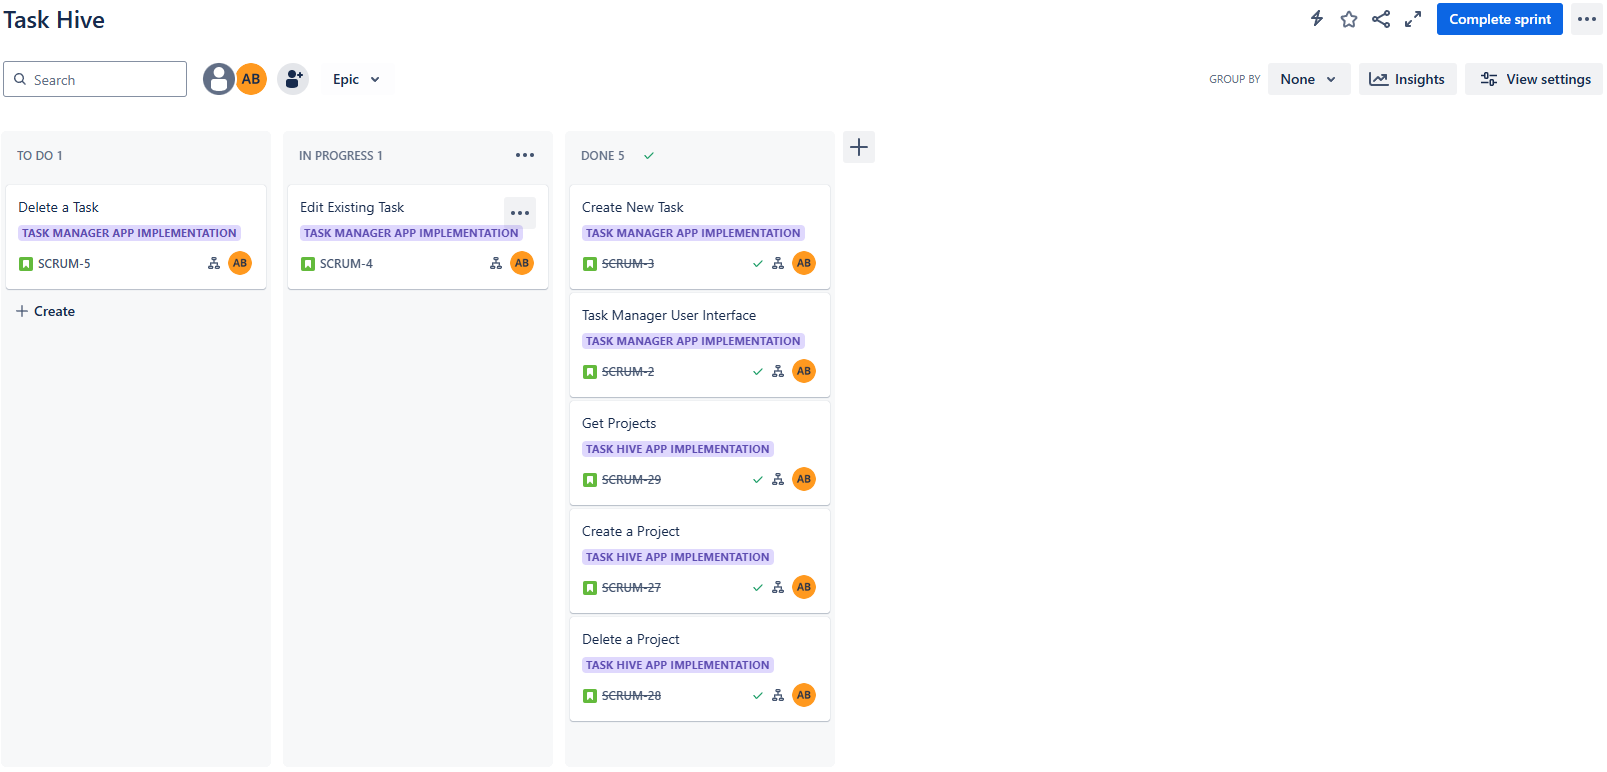 Task Hive
Complete sprint
Search
AB
Epic
GROUP BY
None
Insights
View settings
TO DO 1
Delete a Task
TASK MANAGER APP IMPLEMENTATION
SCRUM-5
AB
Create
IN PROGRESS 1
Edit Existing Task
TASK MANAGER APP IMPLEMENTATION
SCRUM-4
AB
DONE 5
Create New Task
TASK MANAGER APP IMPLEMENTATION
SCRUM-3
AB
Task Manager User Interface
TASK MANAGER APP IMPLEMENTATION
SCRUM-2
AB
Get Projects
TASK HIVE APP IMPLEMENTATION
SCRUM-29
AB
Create a Project
TASK HIVE APP IMPLEMENTATION
SCRUM-27
AB
Delete a Project
TASK HIVE APP IMPLEMENTATION
SCRUM-28
AB